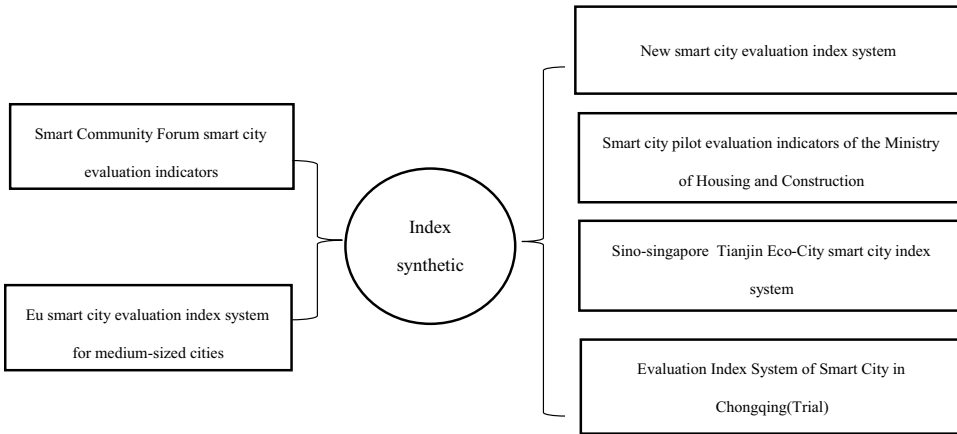 Smart Community Forum smart city
evaluation indicators
Eu smart city evaluation index system
for medium-sized cities
Index
synthetic
New smart city evaluation index system
Smart city pilot evaluation indicators of the Ministry
of Housing and Construction
Sino-singapore Tianjin Eco-City smart city index
system
Evaluation Index System of Smart City in
Chongqing(Trial)